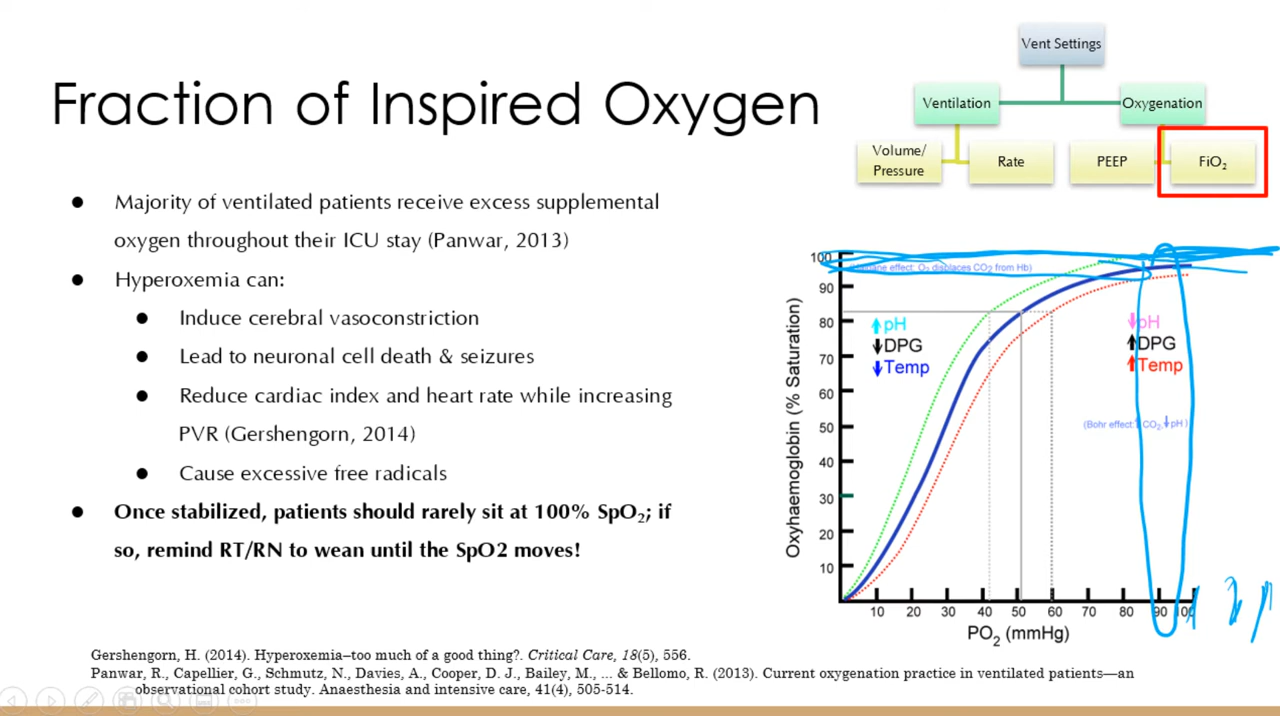 Vent Settings
Fraction of Inspired Oxygen
Ventilation
Oxygenation
Volume/
Pressure
Rate
PEEP
FiO₂
● Majority of ventilated patients receive excess supplemental
oxygen throughout their ICU stay (Panwar, 2013)
● Hyperoxemia can:
● Induce cerebral vasoconstriction
● Lead to neuronal cell death & seizures
● Reduce cardiac index and heart rate while increasing
PVR (Gershengorn, 2014)
● Cause excessive free radicals
● Once stabilized, patients should rarely sit at 100% SpO₂; if
so, remind RT/RN to wean until the SpO2 moves!
Oxyhaemoglobin (% Saturation)
100
90
80
70
60
50
40
30
20
10
effect: O₂ displaces CO₂ from Hb)
↑pH
↓DPG
↓Temp
↓pH
↑DPG
↑Temp
(Bohr effect:↑CO₂,↓pH)
10 20 30 40 50 60 70 80 90 100
PO₂ (mmHg)
Gershengorn, H. (2014). Hyperoxemia–too much of a good thing?. Critical Care, 18(5), 556.
Panwar, R., Capellier, G., Schmutz, N., Davies, A., Cooper, D. J., Bailey, M., ... & Bellomo, R. (2013). Current oxygenation practice in ventilated patients—an
observational cohort study. Anaesthesia and intensive care, 41(4), 505-514.